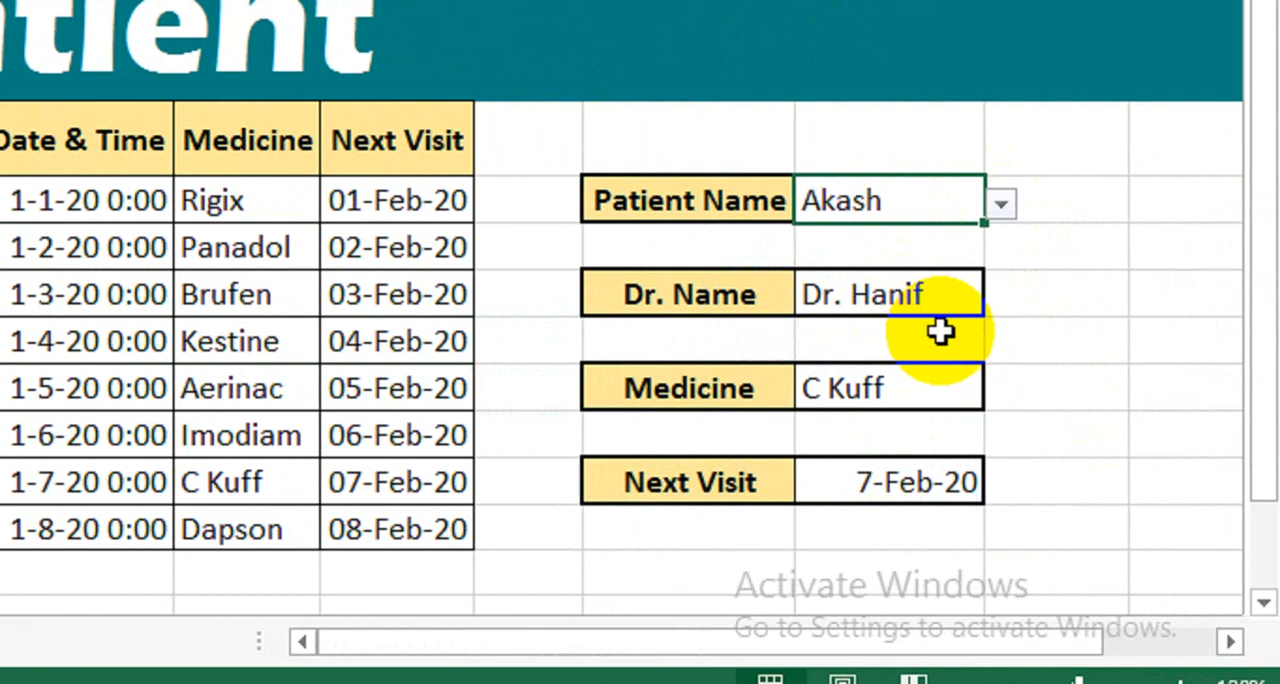 atient
Date & Time Medicine Next Visit
1-1-20 0:00 Rigix 01-Feb-20 Patient Name Akash
1-2-20 0:00 Panadol 02-Feb-20
1-3-20 0:00 Brufen 03-Feb-20 Dr. Name Dr. Hanif
1-4-20 0:00 Kestine 04-Feb-20
1-5-20 0:00 Aerinac 05-Feb-20 Medicine C Kuff
1-6-20 0:00 Imodiam 06-Feb-20
1-7-20 0:00 C Kuff 07-Feb-20 Next Visit 7-Feb-20
1-8-20 0:00 Dapson 08-Feb-20
Activate Windows
Go to Settings to activate Windows.